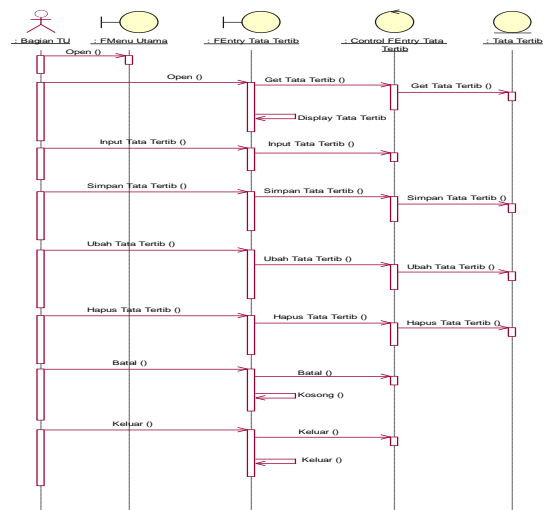 : Bagian TU
: FMenu Utama
: FEntry Tata Tertib
: Control FEntry Tata
Tertib
: Tata Tertib
Open ()
Open ()
Get Tata Tertib ()
Get Tata Tertib ()
Display Tata Tertib
Input Tata Tertib ()
Input Tata Tertib ()
Simpan Tata Tertib ()
Simpan Tata Tertib ()
Simpan Tata Tertib ()
Ubah Tata Tertib ()
Ubah Tata Tertib ()
Ubah Tata Tertib ()
Hapus Tata Tertib ()
Hapus Tata Tertib ()
Hapus Tata Tertib ()
Batal ()
Batal ()
Kosong ()
Keluar ()
Keluar ()
Keluar ()